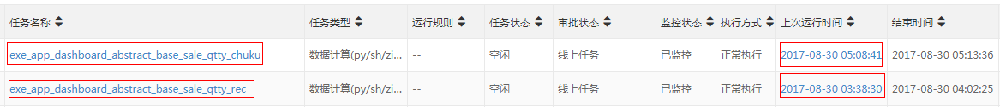 任务名称 任务类型 运行规则 任务状态 审批状态 监控状态 执行方式 上次运行时间 结束时间
exe_app_dashboard_abstract_base_sale_qtty_chuku 数据计算(py/sh/zi... -- 空闲 线上任务 已监控 正常执行 2017-08-30 05:08:41 2017-08-30 05:13:36
exe_app_dashboard_abstract_base_sale_qtty_rec 数据计算(py/sh/zi... -- 空闲 线上任务 已监控 正常执行 2017-08-30 03:38:30 2017-08-30 04:02:25